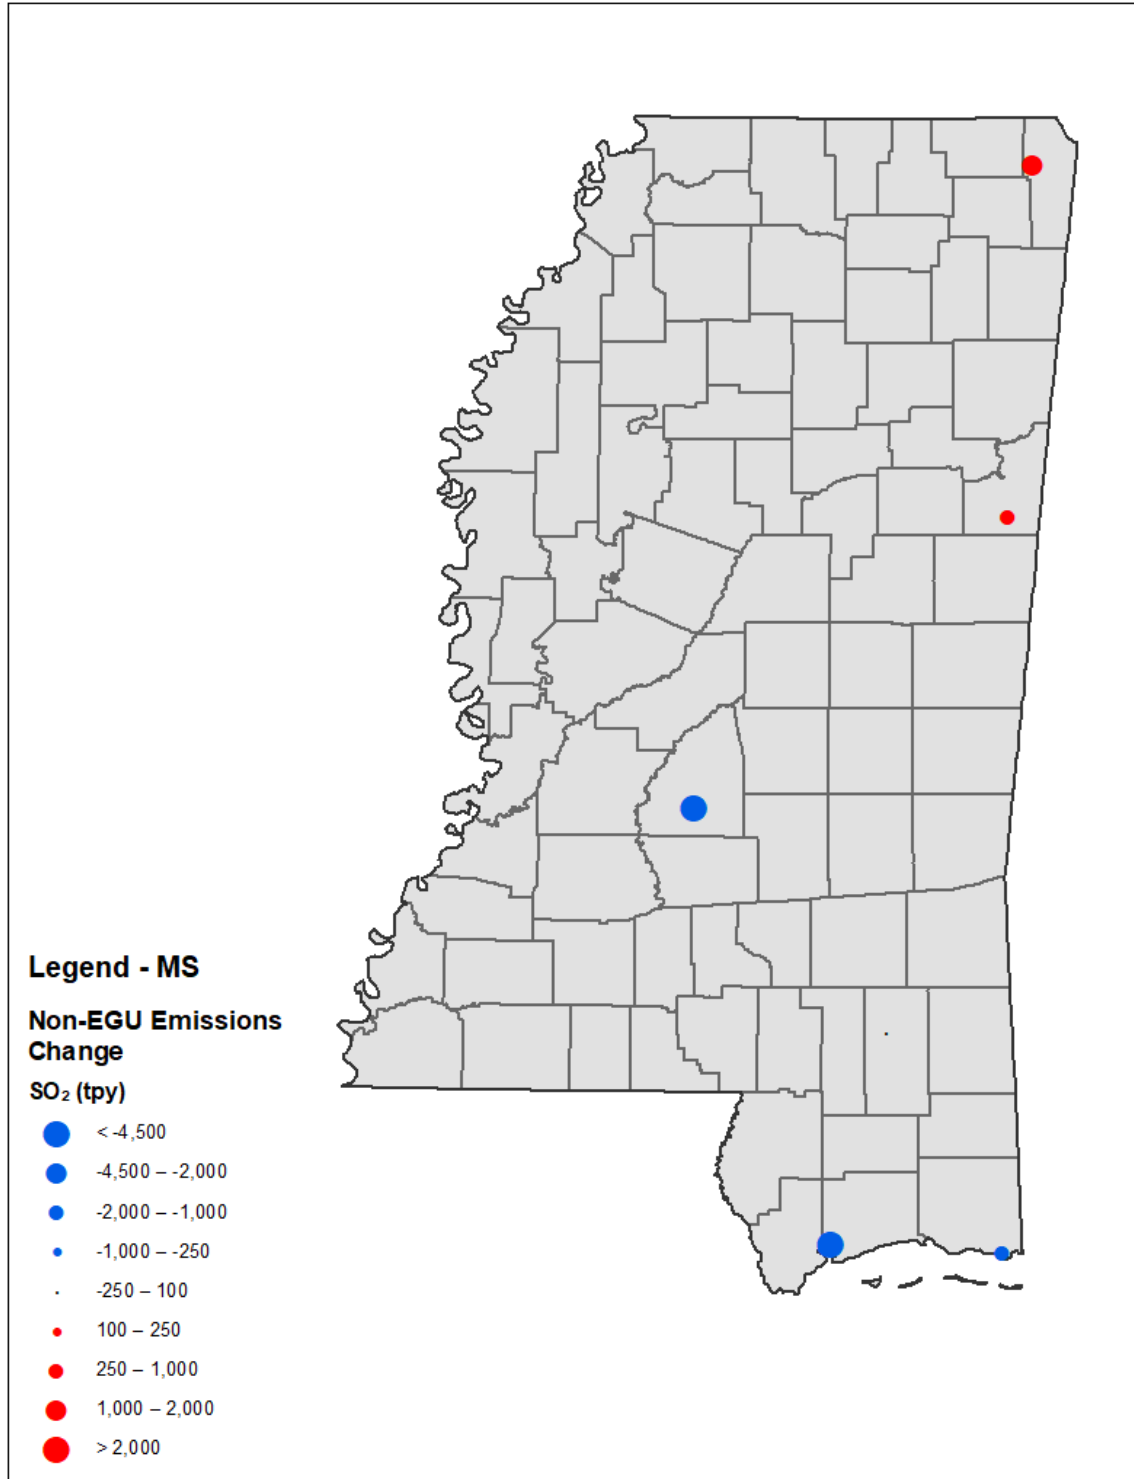 Legend - MS
Non-EGU Emissions
Change
SO₂ (tpy)
< -4,500
-4,500 – -2,000
-2,000 – -1,000
-1,000 – -250
-250 – 100
100 – 250
250 – 1,000
1,000 – 2,000
> 2,000